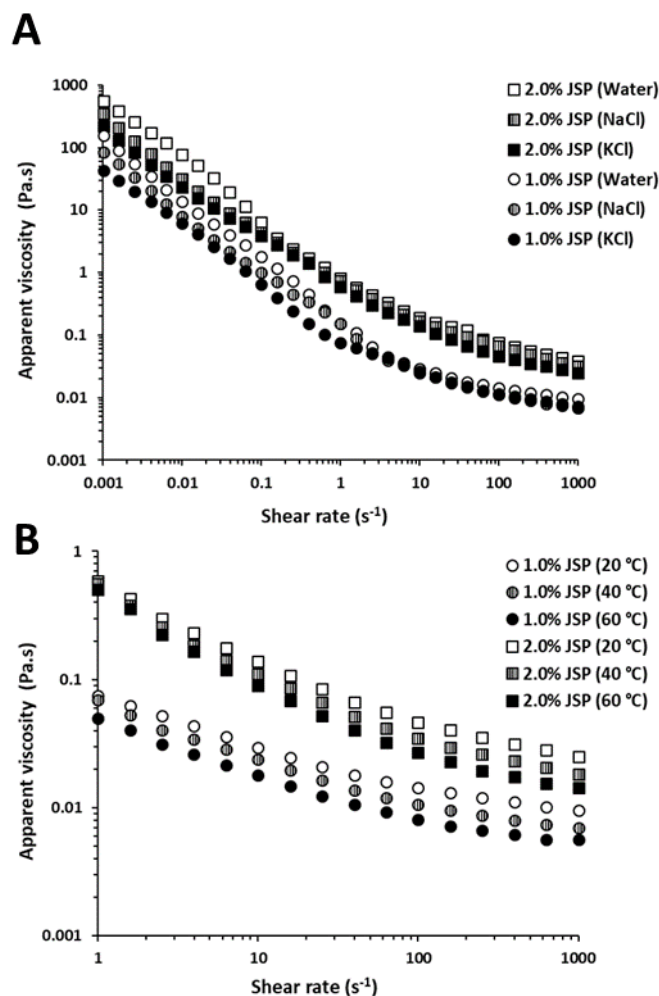 A
1000
100
10
1
0.1
0.01
0.001
Apparent viscosity (Pa.s)
0.001 0.01 0.1 1 10 100 1000
Shear rate (s⁻¹)
2.0% JSP (Water)
2.0% JSP (NaCl)
2.0% JSP (KCl)
1.0% JSP (Water)
1.0% JSP (NaCl)
1.0% JSP (KCl)
B
1
0.1
0.01
0.001
Apparent viscosity (Pa.s)
1 10 100 1000
Shear rate (s⁻¹)
1.0% JSP (20 °C)
1.0% JSP (40 °C)
1.0% JSP (60 °C)
2.0% JSP (20 °C)
2.0% JSP (40 °C)
2.0% JSP (60 °C)